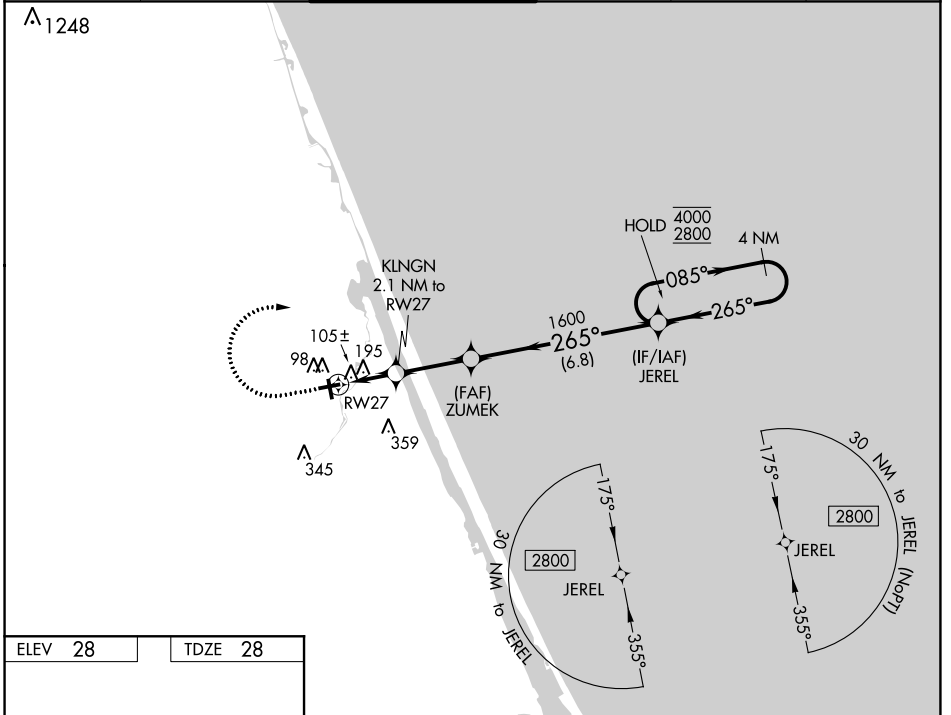 1248
HOLD 4000
2800
4 NM
KLNGN
2.1 NM to
RW27
085°
265°
1600
265°
(6.8)
(IF/IAF)
JEREL
105±
195
98
RW27
(FAF)
ZUMEK
359
345
175°
30 NM to JEREL
2800
JEREL
355°
175°
30 NM to JEREL (NoPT)
2800
JEREL
355°
ELEV 28
TDZE 28